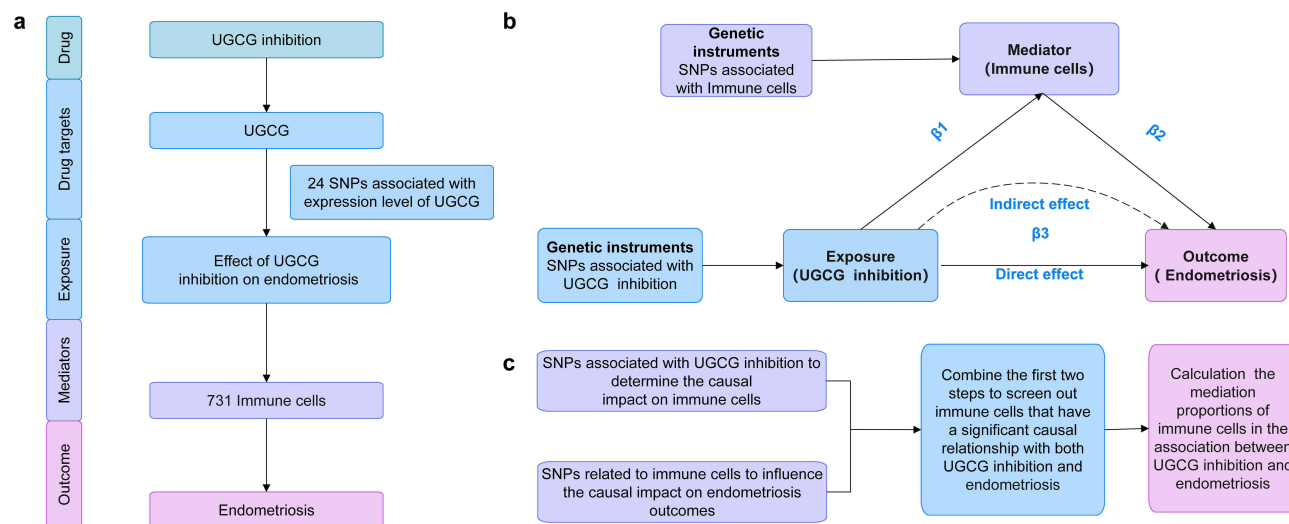 a
Drug
Drug targets
Exposure
Mediators
Outcome
UGCG inhibition
UGCG
24 SNPs associated with
expression level of UGCG
Effect of UGCG
inhibition on endometriosis
731 Immune cells
Endometriosis
b
Genetic
instruments
SNPs associated
with Immune cells
Mediator
(Immune cells)
β1
β2
Indirect effect
β3
Direct effect
Genetic instruments
SNPs associated with
UGCG inhibition
Exposure
(UGCG inhibition)
Outcome
( Endometriosis)
c
SNPs associated with UGCG inhibition to
determine the causal
impact on immune cells
SNPs related to immune cells to influence
the causal impact on endometriosis
outcomes
Combine the first two
steps to screen out
immune cells that have
a significant causal
relationship with both
UGCG inhibition and
endometriosis
Calculation the
mediation
proportions of
immune cells in the
association between
UGCG inhibition and
endometriosis